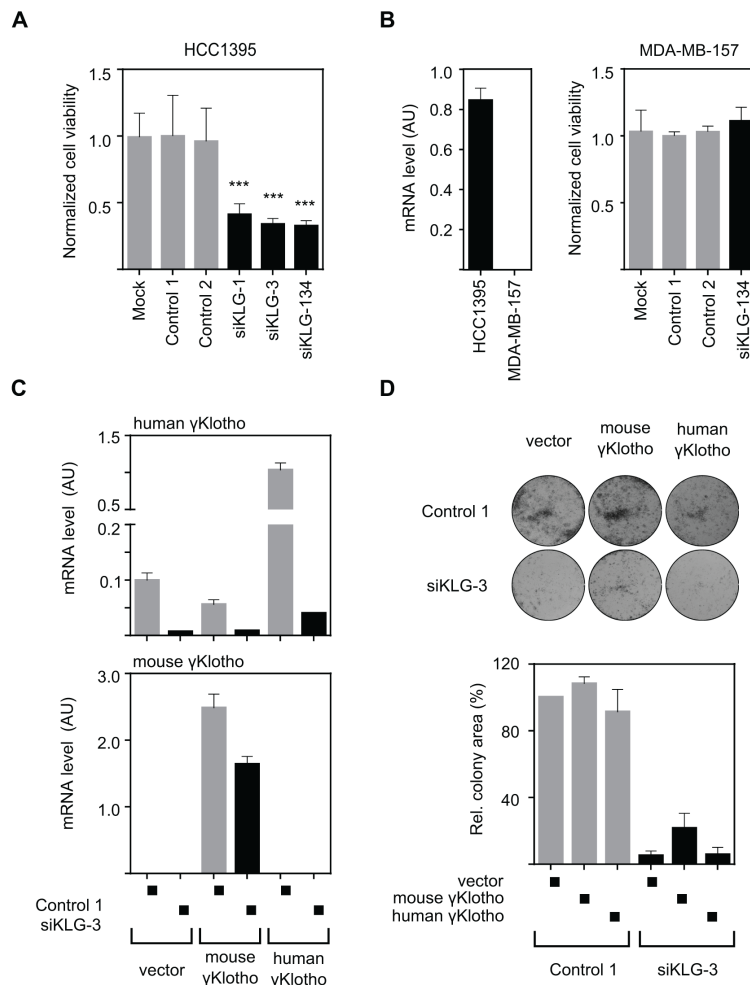 A
HCC1395
Normalized cell viability
1.5
1.0
0.5
***
***
***
Mock
Control 1
Control 2
siKLG-1
siKLG-3
siKLG-134
B
mRNA level (AU)
1.0
0.8
0.6
0.4
0.2
HCC1395
MDA-MB-157
MDA-MB-157
Normalized cell viability
1.5
1.0
0.5
Mock
Control 1
Control 2
siKLG-134
C
human γKlotho
mRNA level (AU)
1.5
0.5
0.2
0.1
mouse γKlotho
mRNA level (AU)
3.0
2.0
1.0
Control 1
siKLG-3
vector
mouse
γKlotho
human
γKlotho
D
vector
mouse
γKlotho
human
γKlotho
Control 1
siKLG-3
Rel. colony area (%)
120
80
40
vector
mouse γKlotho
human γKlotho
Control 1
siKLG-3